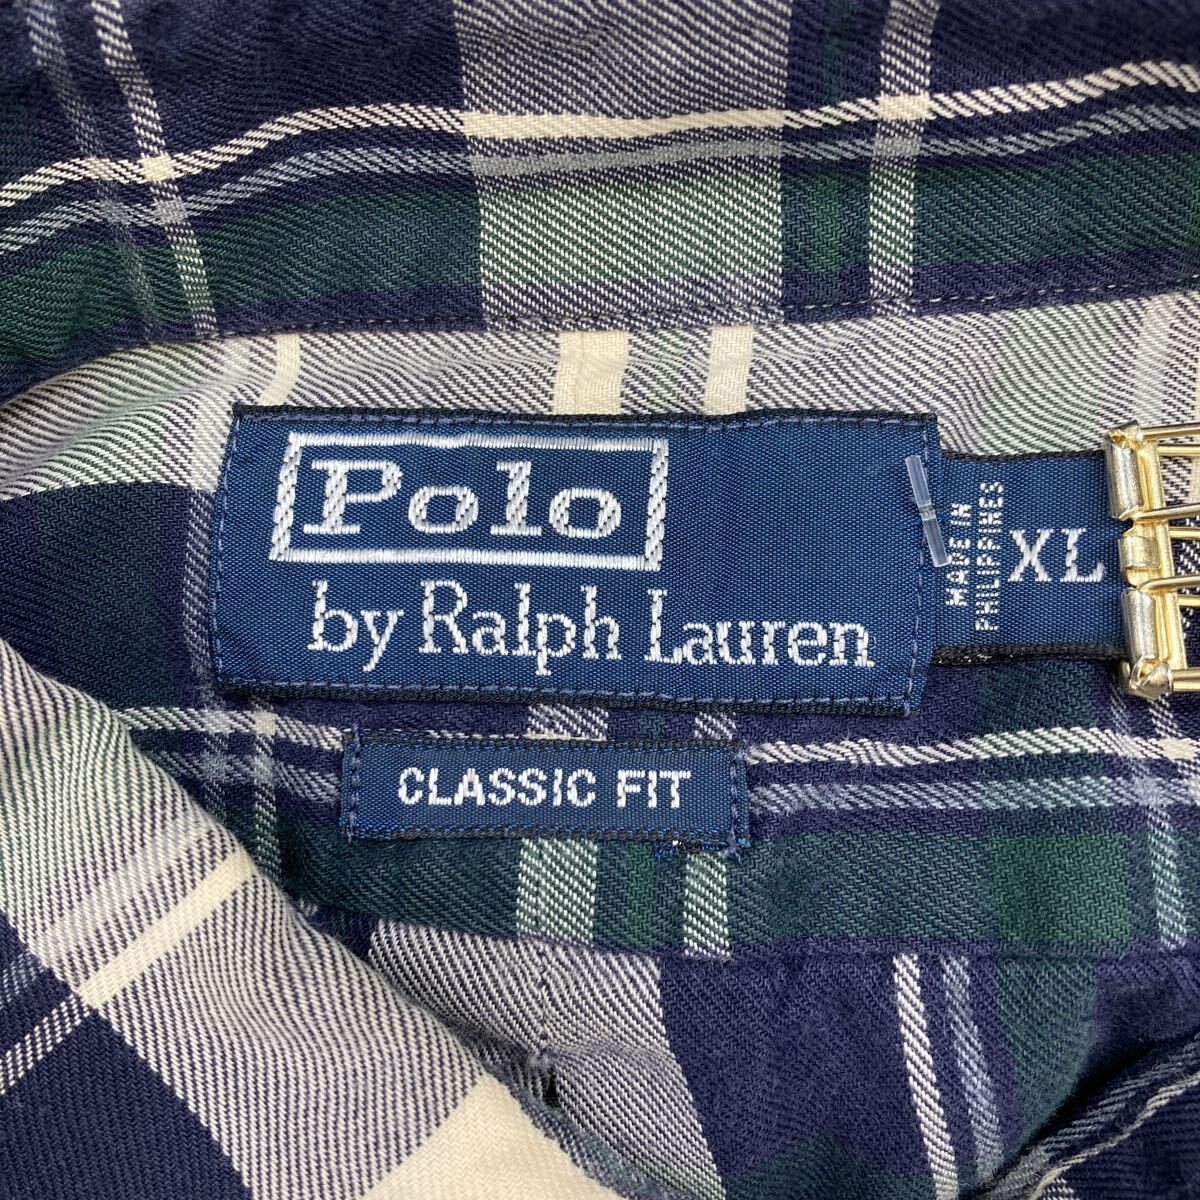 Polo
by Ralph Lauren
MADE IN
PHILIPPINES
XL
CLASSIC FIT